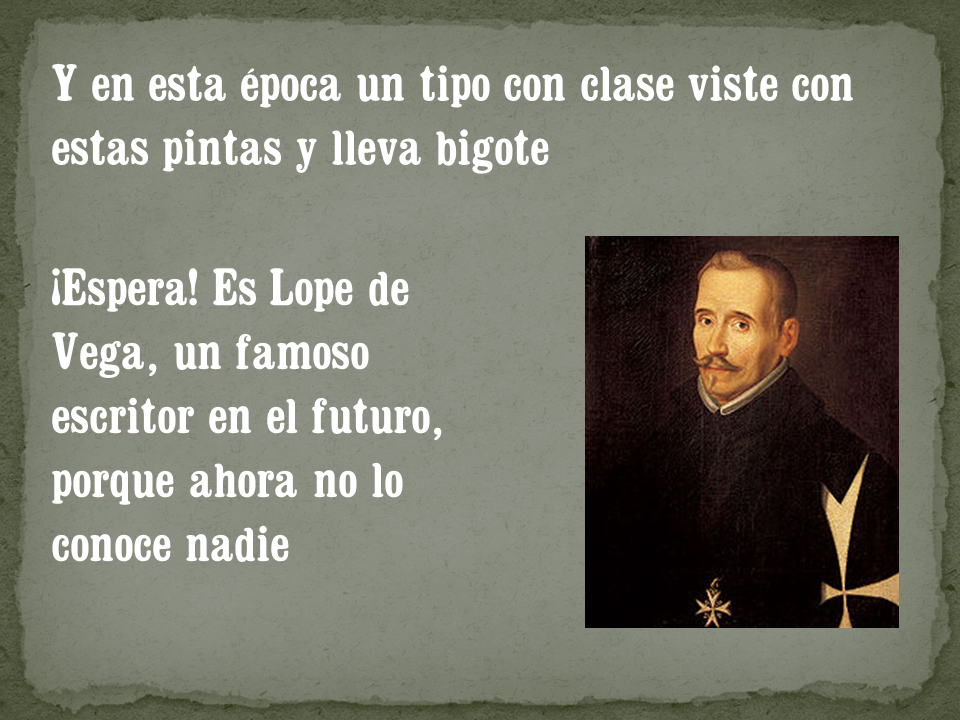 Y en esta época un tipo con clase viste con
estas pintas y lleva bigote
¡Espera! Es Lope de
Vega, un famoso
escritor en el futuro,
porque ahora no lo
conoce nadie